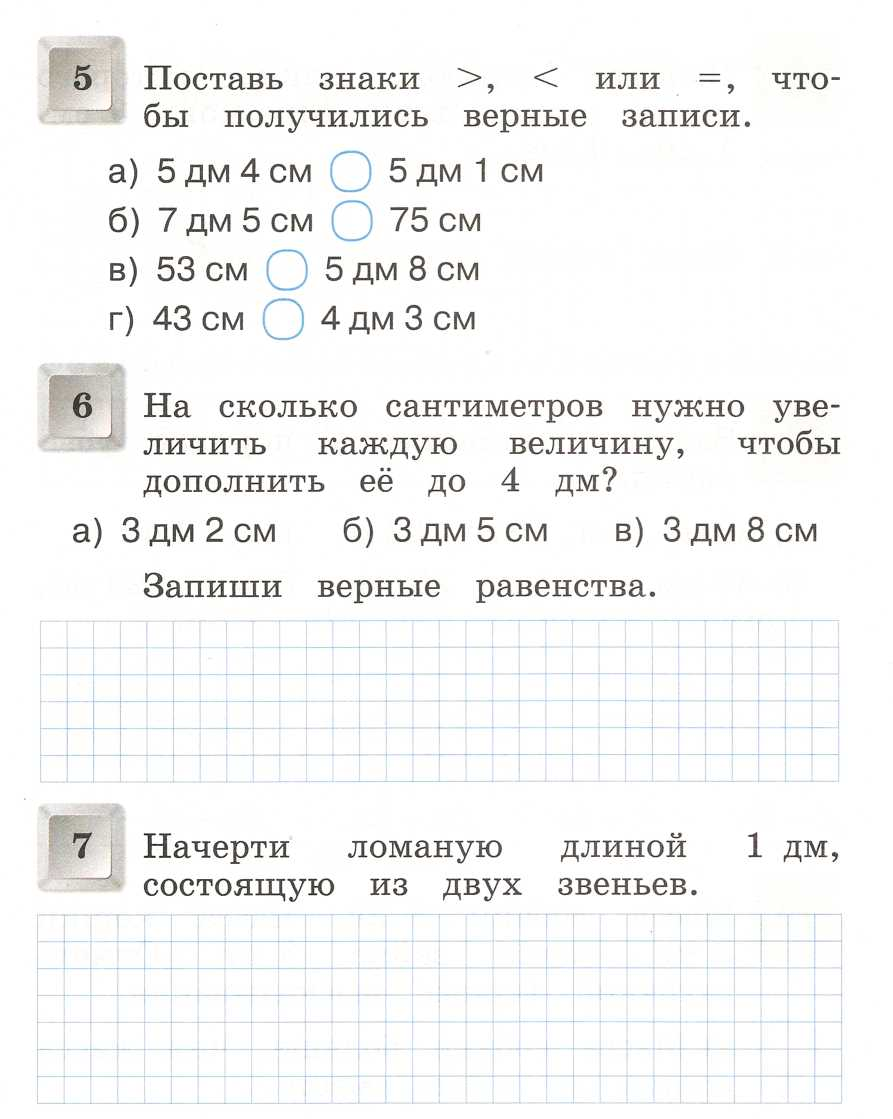 5 Поставь знаки >, < или =, что-
бы получились верные записи.
а) 5 дм 4 см 5 дм 1 см
б) 7 дм 5 см 75 см
в) 53 см 5 дм 8 см
г) 43 см 4 дм 3 см
6 На сколько сантиметров нужно уве-
личить каждую величину, чтобы
дополнить её до 4 дм?
а) 3 дм 2 см б) 3 дм 5 см в) 3 дм 8 см
Запиши верные равенства.
7 Начерти ломаную длиной 1 дм,
состоящую из двух звеньев.